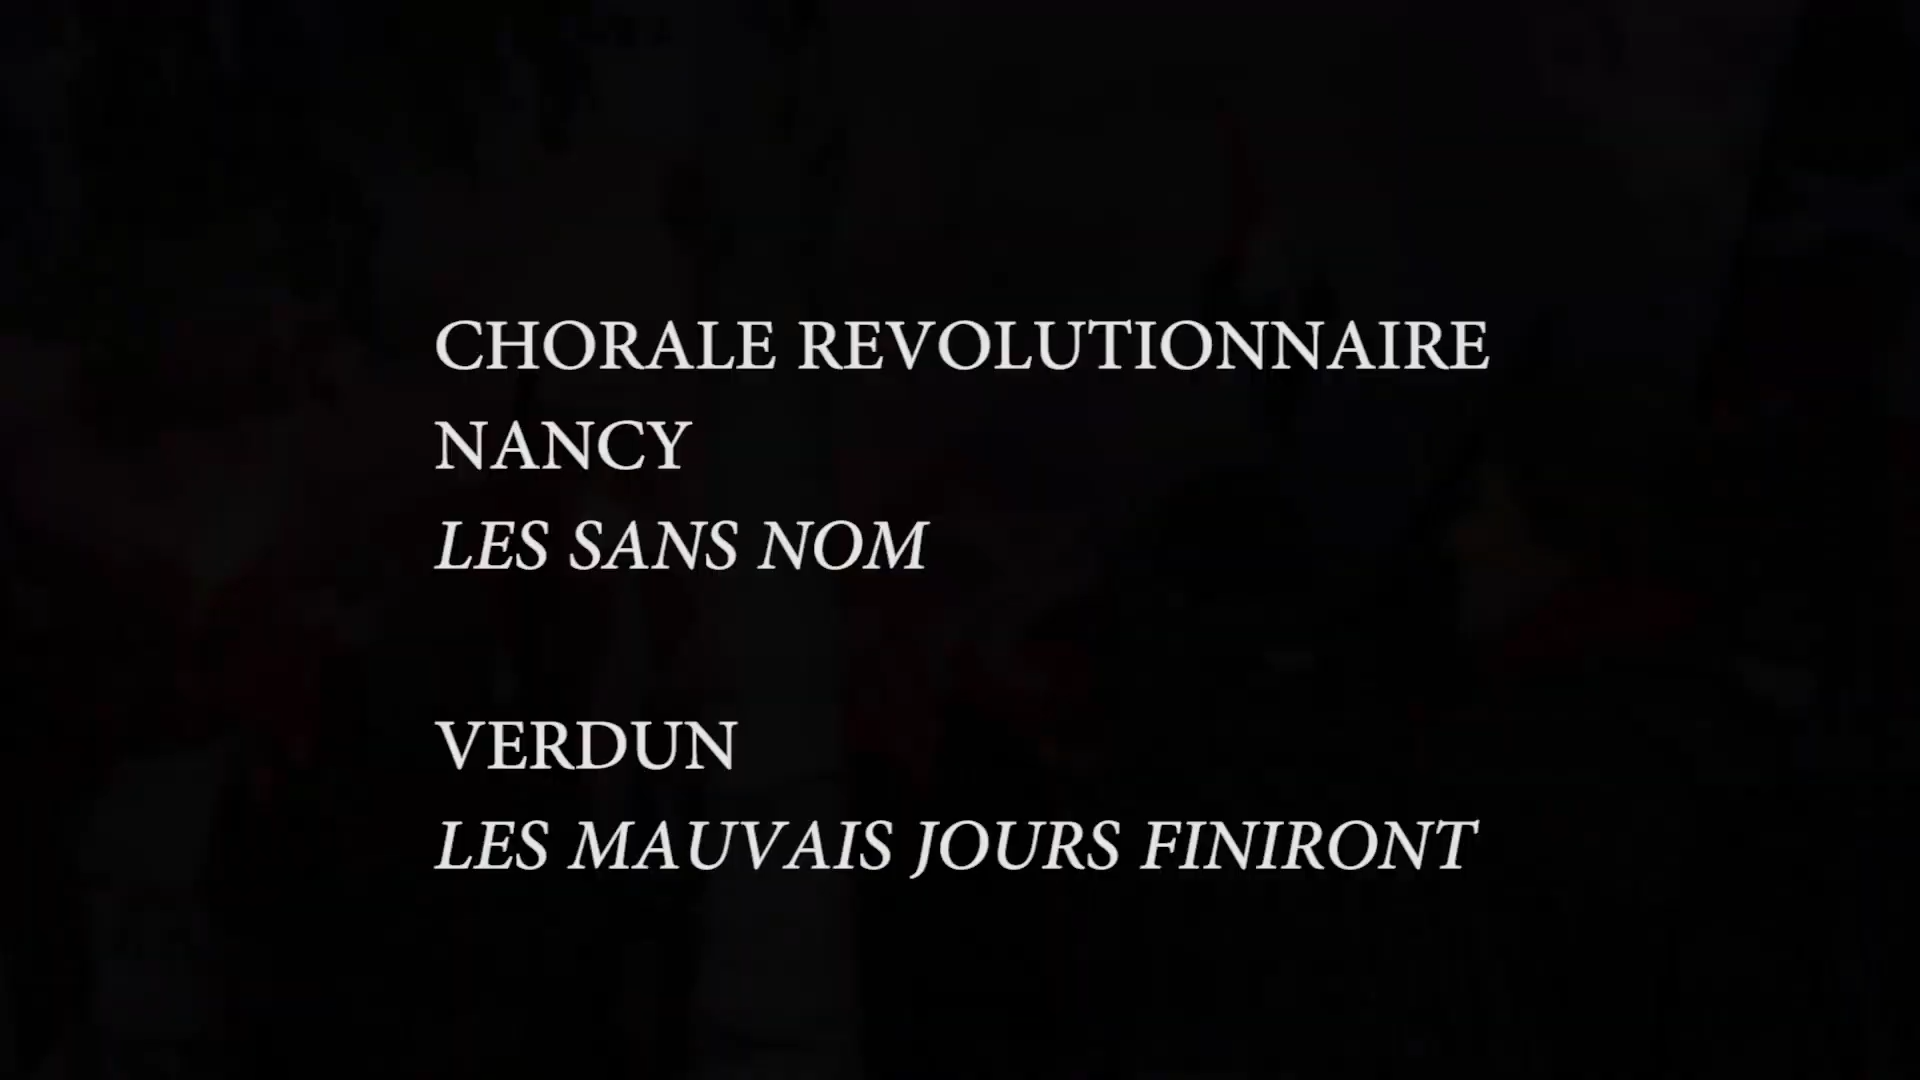 CHORALE REVOLUTIONNAIRE
NANCY
LES SANS NOM
VERDUN
LES MAUVAIS JOURS FINIRONT